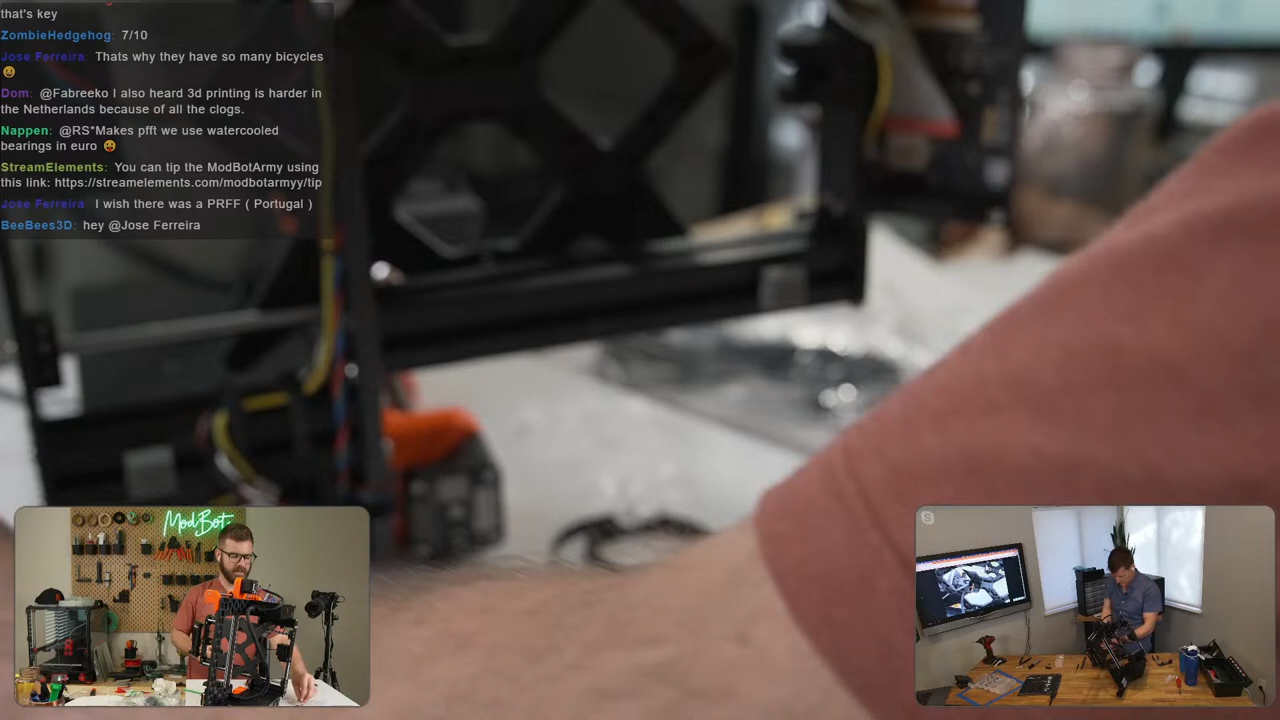 that's key
ZombieHedgehog: 7/10
Jose Ferreira: Thats why they have so many bicycles
😀
Dom: @Fabreeko I also heard 3d printing is harder in
the Netherlands because of all the clogs.
Nappen: @RS*Makes pfft we use watercooled
bearings in euro 😛
StreamElements: You can tip the ModBotArmy using
this link: https://streamelements.com/modbotarmyy/tip
Jose Ferreira: I wish there was a PRFF ( Portugal )
BeeBees3D: hey @Jose Ferreira
ModBot
S